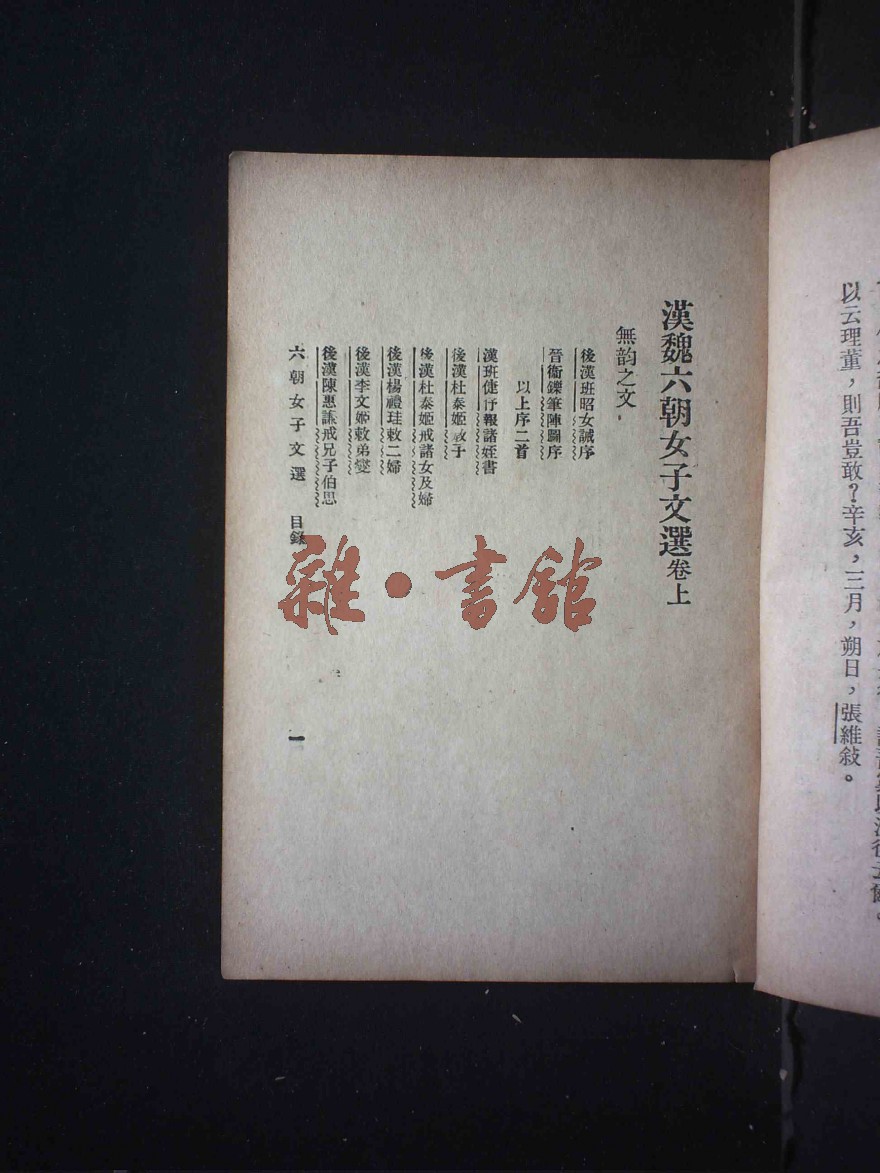 以云理董，則吾豈敢？辛亥，三月，朔日，張維敍。
漢魏六朝女子文選卷上
無韵之文
後漢班昭女誡序
晉衞鑠筆陣圖序
以上序二首
漢班倢伃報諸姪書
後漢杜泰姬教子
後漢杜泰姬戒諸女及婦
後漢楊禮珪敕二婦
後漢李文姬敕弟燮
後漢陳惠謙戒兄子伯思
六朝女子文選 目錄 一
雜·書館